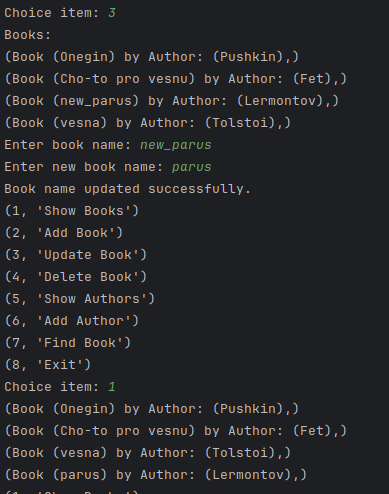 Choice item: 3
Books:
(Book (Onegin) by Author: (Pushkin),)
(Book (Cho-to pro vesnu) by Author: (Fet),)
(Book (new_parus) by Author: (Lermontov),)
(Book (vesna) by Author: (Tolstoi),)
Enter book name: new_parus
Enter new book name: parus
Book name updated successfully.
(1, 'Show Books')
(2, 'Add Book')
(3, 'Update Book')
(4, 'Delete Book')
(5, 'Show Authors')
(6, 'Add Author')
(7, 'Find Book')
(8, 'Exit')
Choice item: 1
(Book (Onegin) by Author: (Pushkin),)
(Book (Cho-to pro vesnu) by Author: (Fet),)
(Book (vesna) by Author: (Tolstoi),)
(Book (parus) by Author: (Lermontov),)